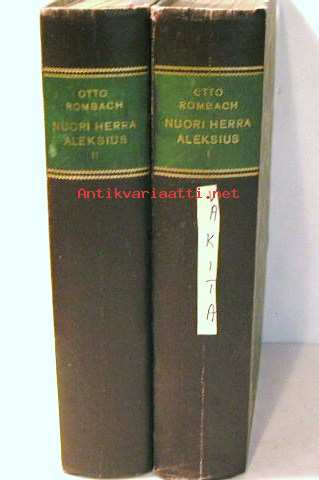 OTTO
ROMBACH
NUORI HERRA
ALEKSIUS
II
OTTO
ROMBACH
NUORI HERRA
ALEKSIUS
I
Antikvariaatti.net
A
K
I
T
A